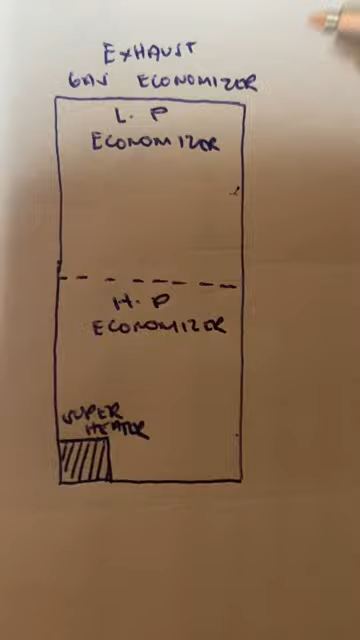 EXHAUST
GAS ECONOMIZER
L. P
ECONOMIZER
H. P
ECONOMIZER
SUPER
HEATER